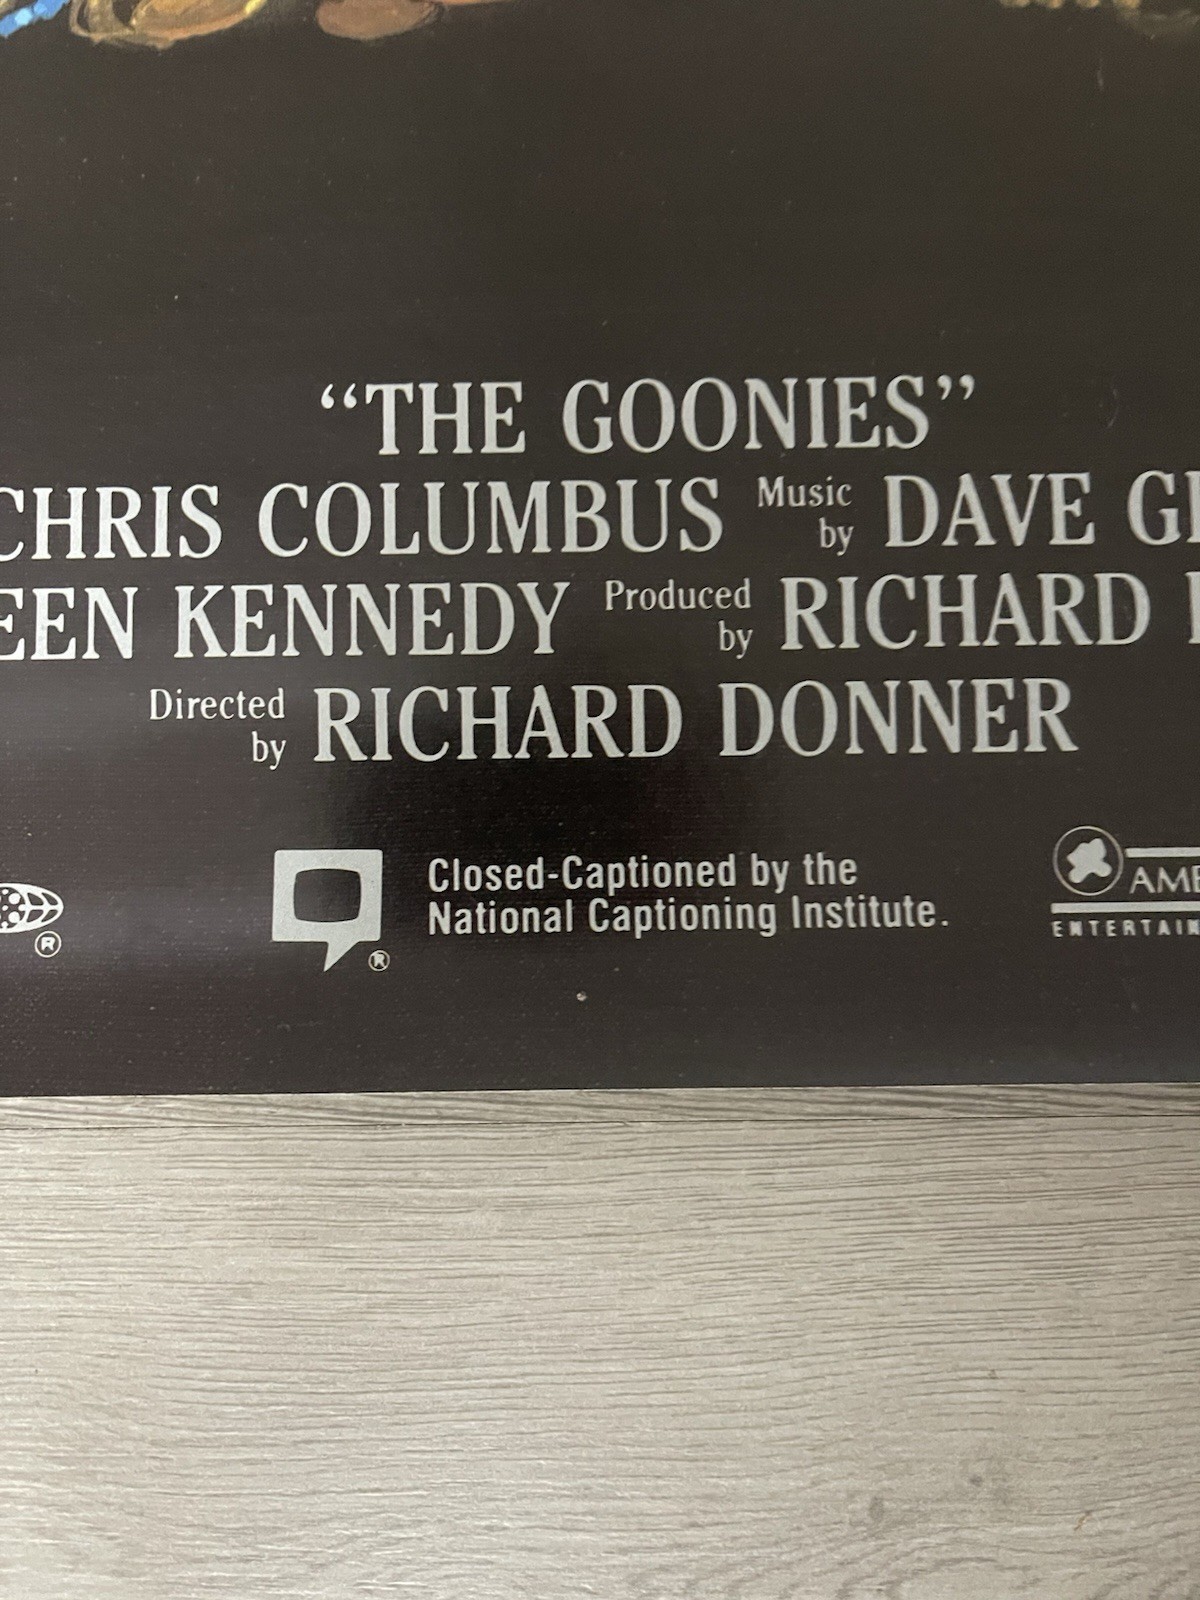 “THE GOONIES”
CHRIS COLUMBUS Music by DAVE
KENNEDY Produced by RICHARD
Directed by RICHARD DONNER
®
®
Closed-Captioned by the
National Captioning Institute.